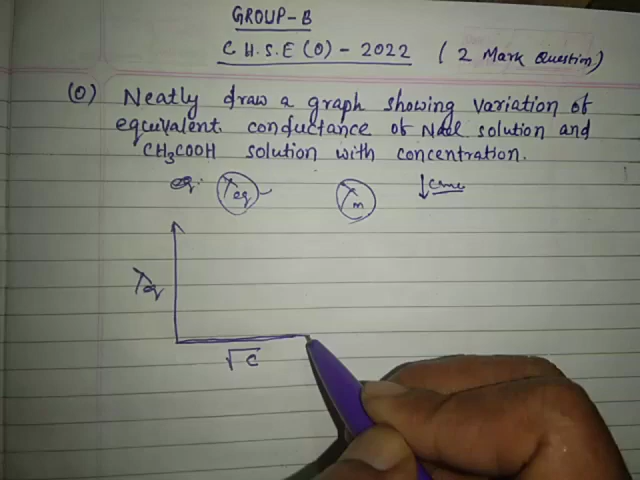 GROUP-B
C H.S.E (O) - 2022 ( 2 Mark Question)
(O) Neatly draw a graph showing variation of
equivalent conductance of NaCl solution and
CH₃COOH solution with concentration.
λeq λm ↓ conc
λeq
√C